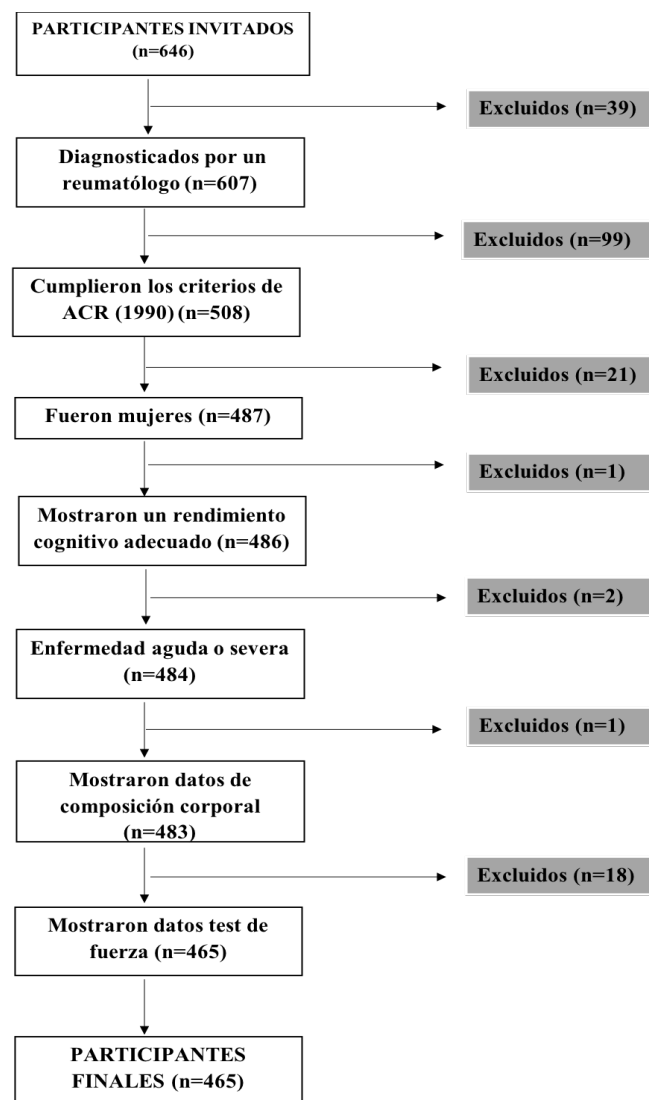 PARTICIPANTES INVITADOS
(n=646)
Excluidos (n=39)
Diagnosticados por un
reumatólogo (n=607)
Excluidos (n=99)
Cumplieron los criterios de
ACR (1990) (n=508)
Excluidos (n=21)
Fueron mujeres (n=487)
Excluidos (n=1)
Mostraron un rendimiento
cognitivo adecuado (n=486)
Excluidos (n=2)
Enfermedad aguda o severa
(n=484)
Excluidos (n=1)
Mostraron datos de
composición corporal
(n=483)
Excluidos (n=18)
Mostraron datos test de
fuerza (n=465)
PARTICIPANTES
FINALES (n=465)